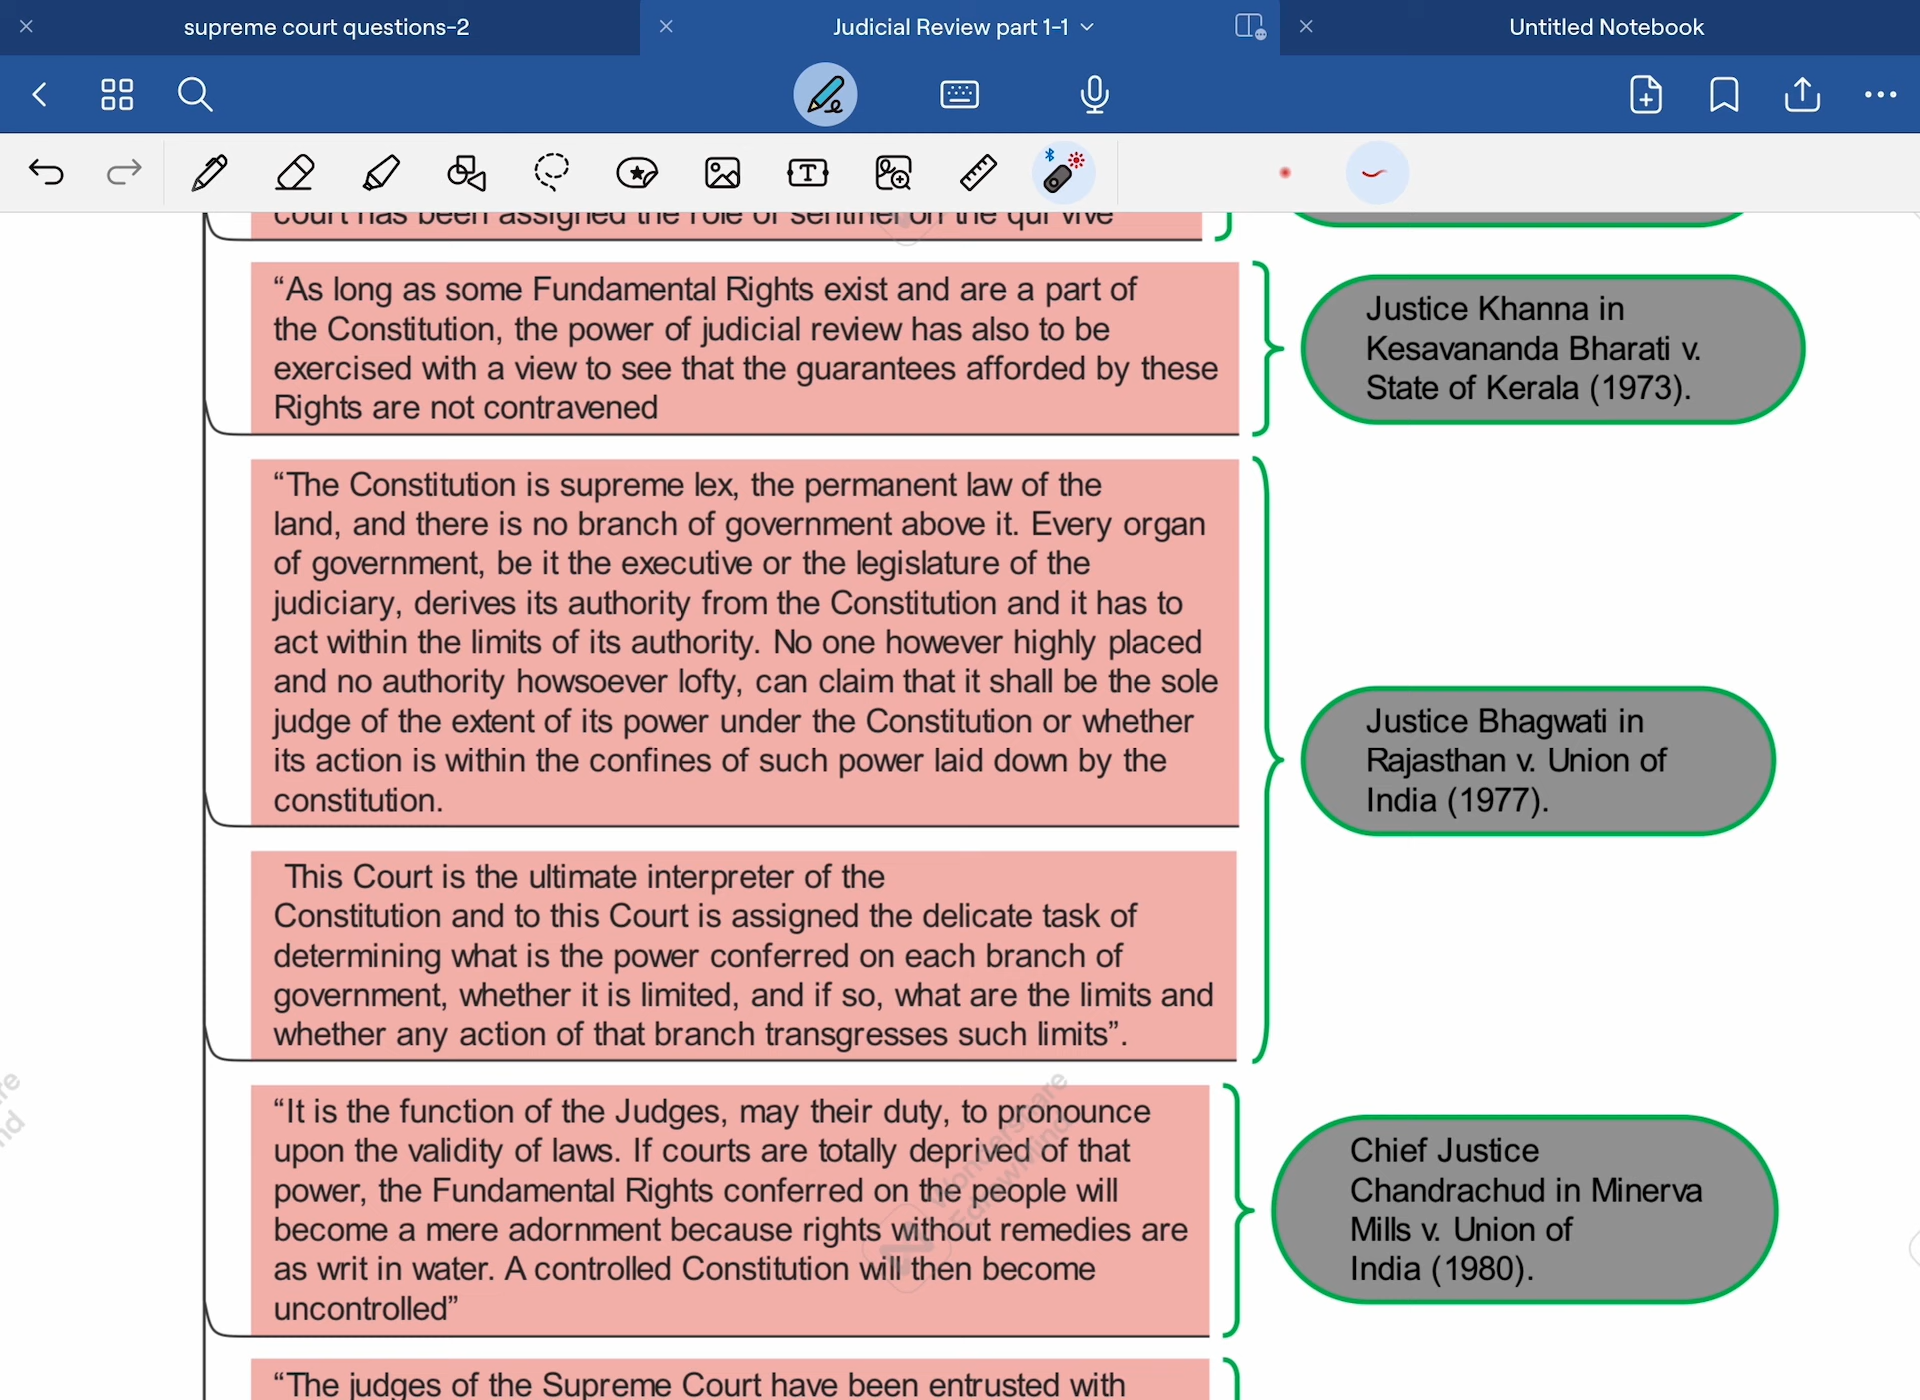 supreme court questions-2
Judicial Review part 1-1
Untitled Notebook
court has been assigned the role of sentinel on the qui vive
“As long as some Fundamental Rights exist and are a part of
the Constitution, the power of judicial review has also to be
exercised with a view to see that the guarantees afforded by these
Rights are not contravened
Justice Khanna in
Kesavananda Bharati v.
State of Kerala (1973).
“The Constitution is supreme lex, the permanent law of the
land, and there is no branch of government above it. Every organ
of government, be it the executive or the legislature of the
judiciary, derives its authority from the Constitution and it has to
act within the limits of its authority. No one however highly placed
and no authority howsoever lofty, can claim that it shall be the sole
judge of the extent of its power under the Constitution or whether
its action is within the confines of such power laid down by the
constitution.
This Court is the ultimate interpreter of the
Constitution and to this Court is assigned the delicate task of
determining what is the power conferred on each branch of
government, whether it is limited, and if so, what are the limits and
whether any action of that branch transgresses such limits”.
Justice Bhagwati in
Rajasthan v. Union of
India (1977).
“It is the function of the Judges, may their duty, to pronounce
upon the validity of laws. If courts are totally deprived of that
power, the Fundamental Rights conferred on the people will
become a mere adornment because rights without remedies are
as writ in water. A controlled Constitution will then become
uncontrolled”
Chief Justice
Chandrachud in Minerva
Mills v. Union of
India (1980).
Wondershare
EdrawMind
“The judges of the Supreme Court have been entrusted with